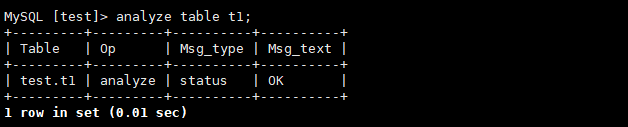 MySQL [test]> analyze table t1;
+---------+---------+----------+----------+
| Table   | Op      | Msg_type | Msg_text |
+---------+---------+----------+----------+
| test.t1 | analyze | status   | OK       |
+---------+---------+----------+----------+
1 row in set (0.01 sec)